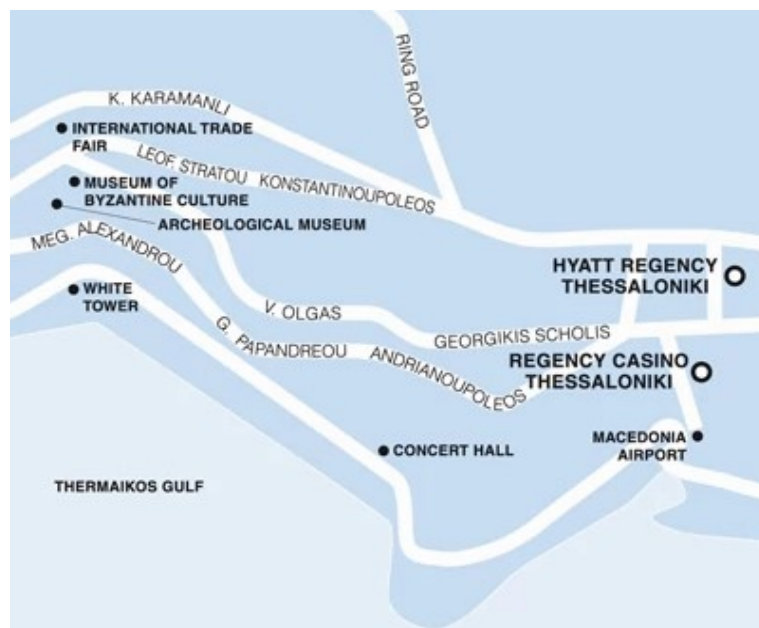 RING ROAD
K. KARAMANLI
INTERNATIONAL TRADE
FAIR
LEOF. STRATOU KONSTANTINOUPOLEOS
MUSEUM OF
BYZANTINE CULTURE
ARCHEOLOGICAL MUSEUM
MEG. ALEXANDROU
HYATT REGENCY
THESSALONIKI
WHITE
TOWER
V. OLGAS
G. PAPANDREOU
ANDRIANOUPOLEOS
GEORGIKIS SCHOLIS
REGENCY CASINO
THESSALONIKI
MACEDONIA
AIRPORT
CONCERT HALL
THERMAIKOS GULF